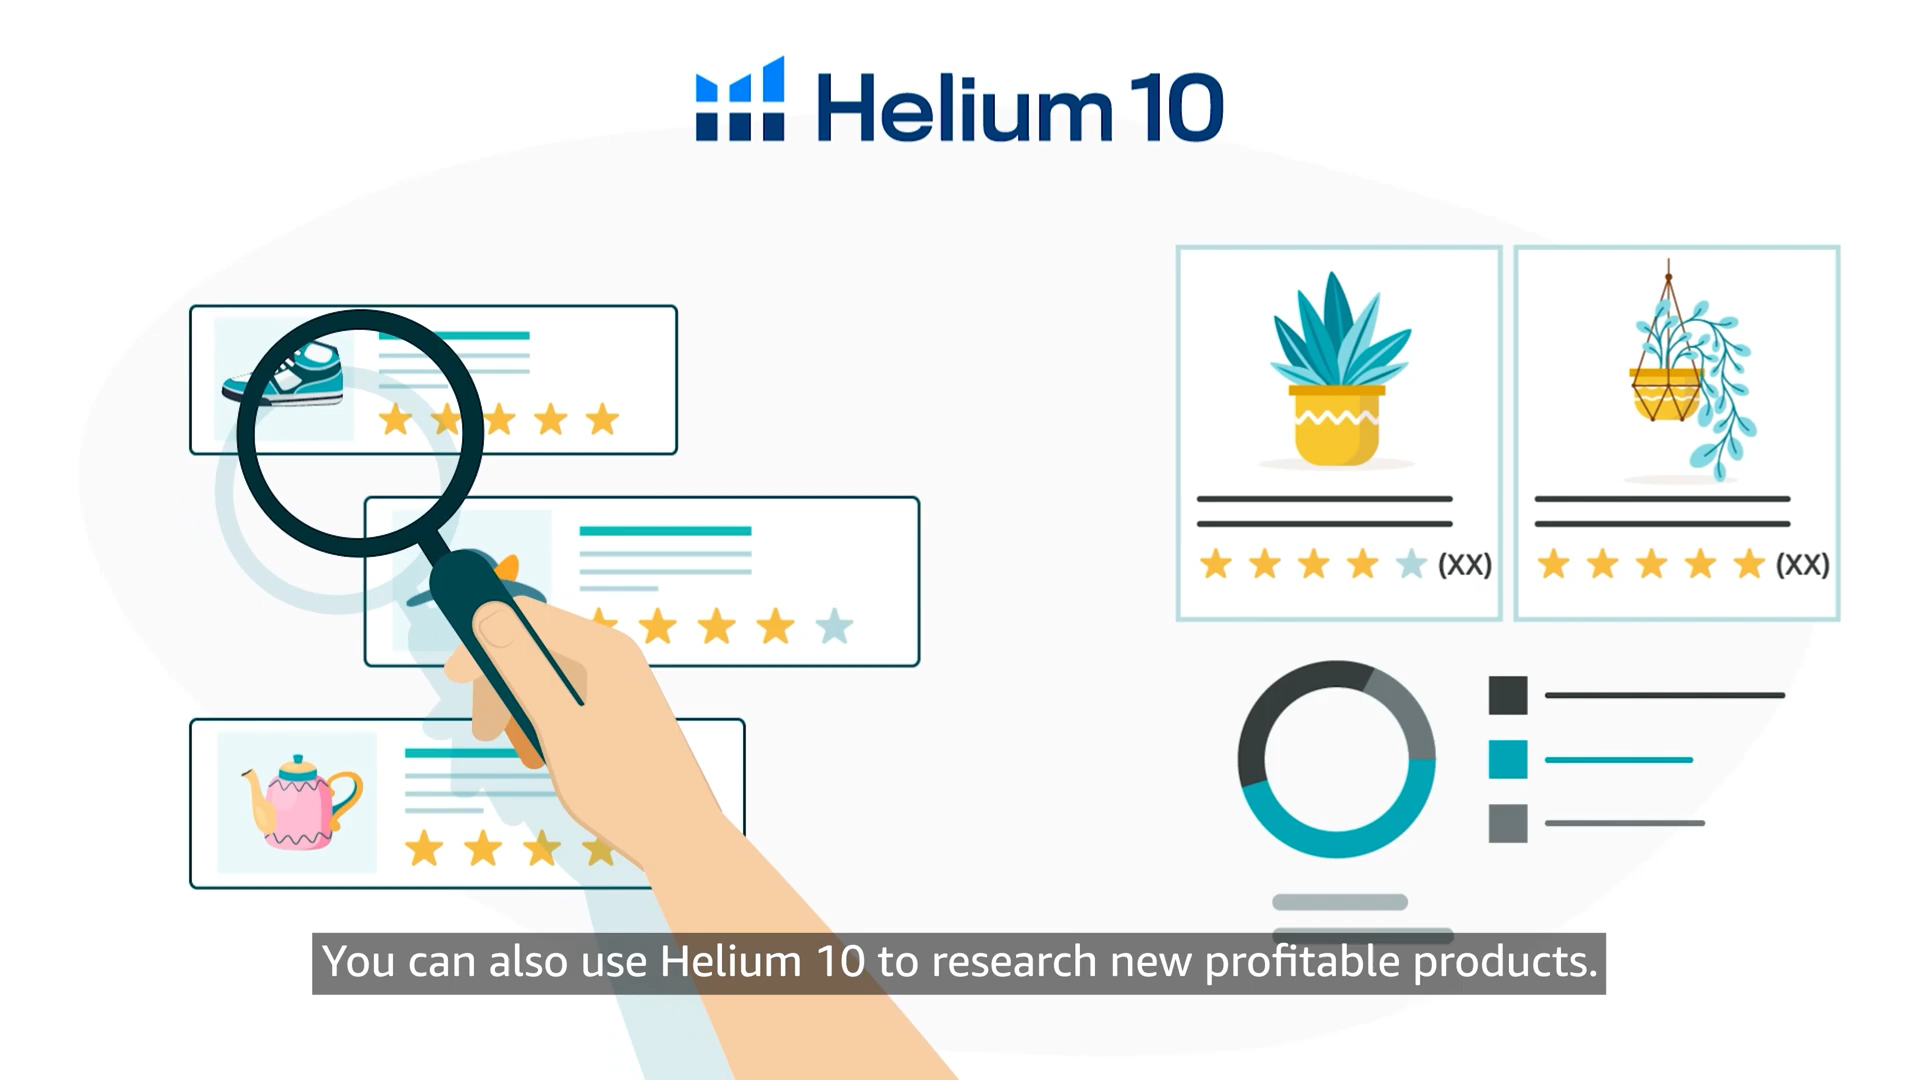 Helium 10
(XX)
(XX)
You can also use Helium 10 to research new profitable products.